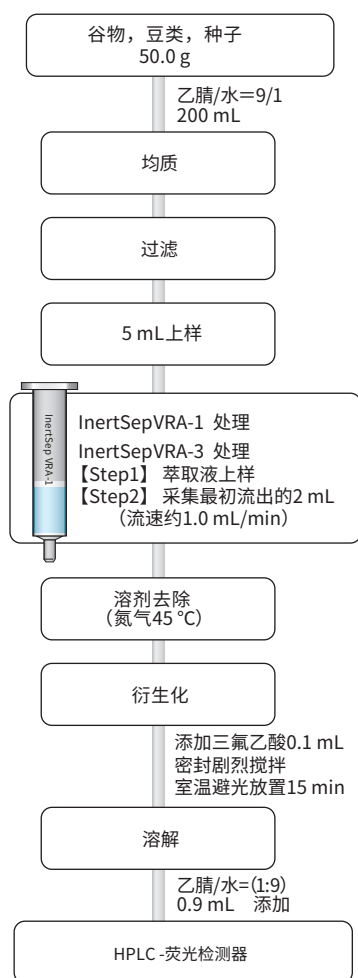 谷物，豆类，种子
50.0 g
乙腈/水＝9/1
200 mL
均质
过滤
5 mL上样
InertSep VRA-1
InertSepVRA-1 处理
InertSepVRA-3 处理
【Step1】 萃取液上样
【Step2】 采集最初流出的2 mL
（流速约1.0 mL/min）
溶剂去除
（氮气45 °C）
衍生化
添加三氟乙酸0.1 mL
密封剧烈搅拌
室温避光放置15 min
溶解
乙腈/水=(1:9)
0.9 mL 添加
HPLC -荧光检测器